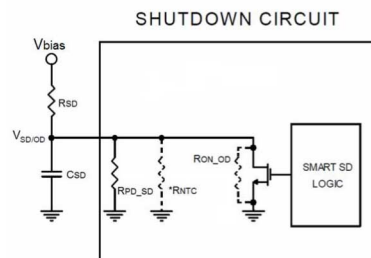 SHUTDOWN CIRCUIT
Vbias
RSD
VSD/OD
CSD
RPD_SD
*RNTC
RON_OD
SMART SD
LOGIC